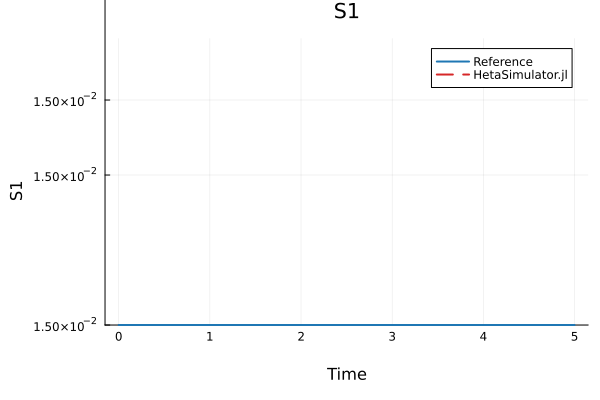 S1
Reference
HetaSimulator.jl
1.50×10⁻²
1.50×10⁻²
1.50×10⁻²
S1
0 1 2 3 4 5
Time